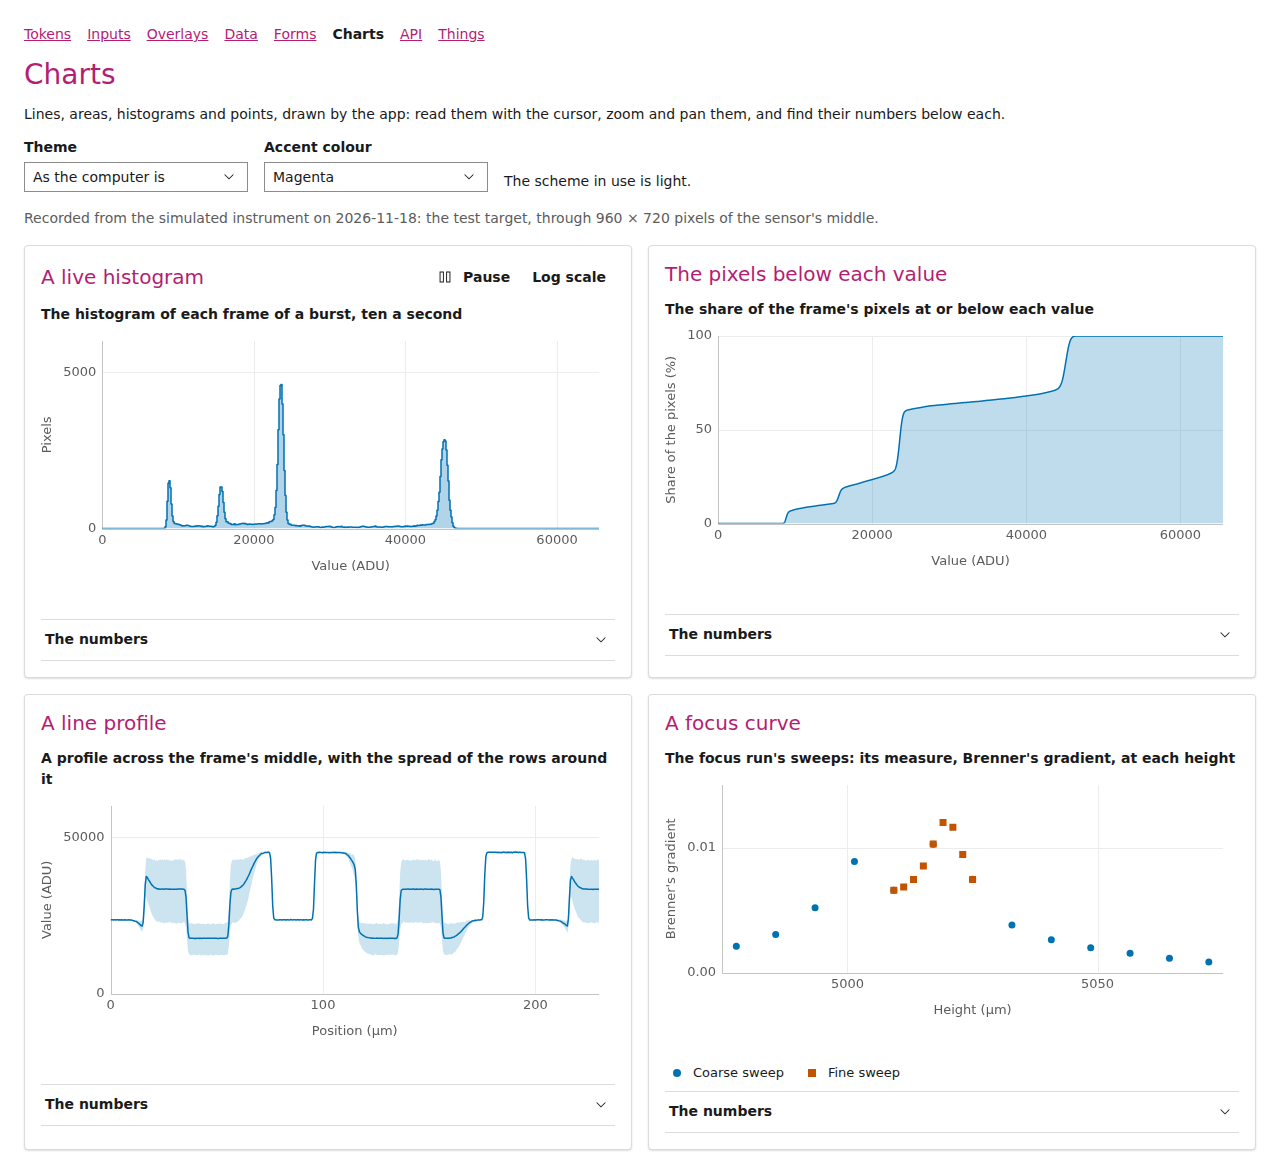 Tokens Inputs Overlays Data Forms Charts API Things
Charts
Lines, areas, histograms and points, drawn by the app: read them with the cursor, zoom and pan them, and find their numbers below each.
Theme Accent colour
As the computer is Magenta The scheme in use is light.
Recorded from the simulated instrument on 2026-11-18: the test target, through 960 × 720 pixels of the sensor's middle.
A live histogram Pause Log scale
The histogram of each frame of a burst, ten a second
5000
Pixels
0
0 20000 40000 60000
Value (ADU)
The numbers
The pixels below each value
The share of the frame's pixels at or below each value
100
Share of the pixels (%)
50
0
0 20000 40000 60000
Value (ADU)
The numbers
A line profile
A profile across the frame's middle, with the spread of the rows around
it
50000
Value (ADU)
0
0 100 200
Position (µm)
The numbers
A focus curve
The focus run's sweeps: its measure, Brenner's gradient, at each height
0.01
Brenner's gradient
0.00
5000 5050
Height (µm)
Coarse sweep Fine sweep
The numbers